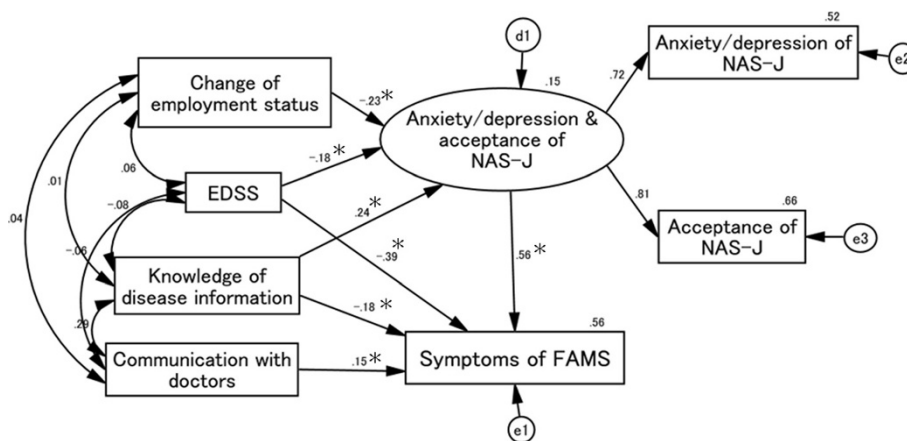 d1
.52
Anxiety/depression of
NAS-J
e2
.72
.15
Change of
employment status
-.23*
Anxiety/depression &
acceptance of
NAS-J
-.18*
.06
.01
EDSS
.04
-.08
.24*
.81
.66
Acceptance of
NAS-J
e3
-.06
-.39*
.56*
Knowledge of
disease information
-.18*
.29
.56
Symptoms of FAMS
Communication with
doctors
.15*
e1